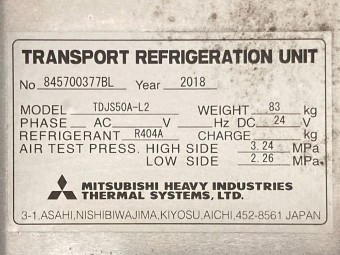 TRANSPORT REFRIGERATION UNIT
No 845700377BL Year 2018
MODEL TDJS50A-L2 WEIGHT 83 kg
PHASE AC V Hz DC 24 V
REFRIGERANT R404A CHARGE kg
AIR TEST PRESS. HIGH SIDE 3.24 MPa
LOW SIDE 2.26 MPa
MITSUBISHI HEAVY INDUSTRIES
THERMAL SYSTEMS, LTD.
3-1,ASAHI,NISHIBIWAJIMA,KIYOSU,AICHI,452-8561 JAPAN